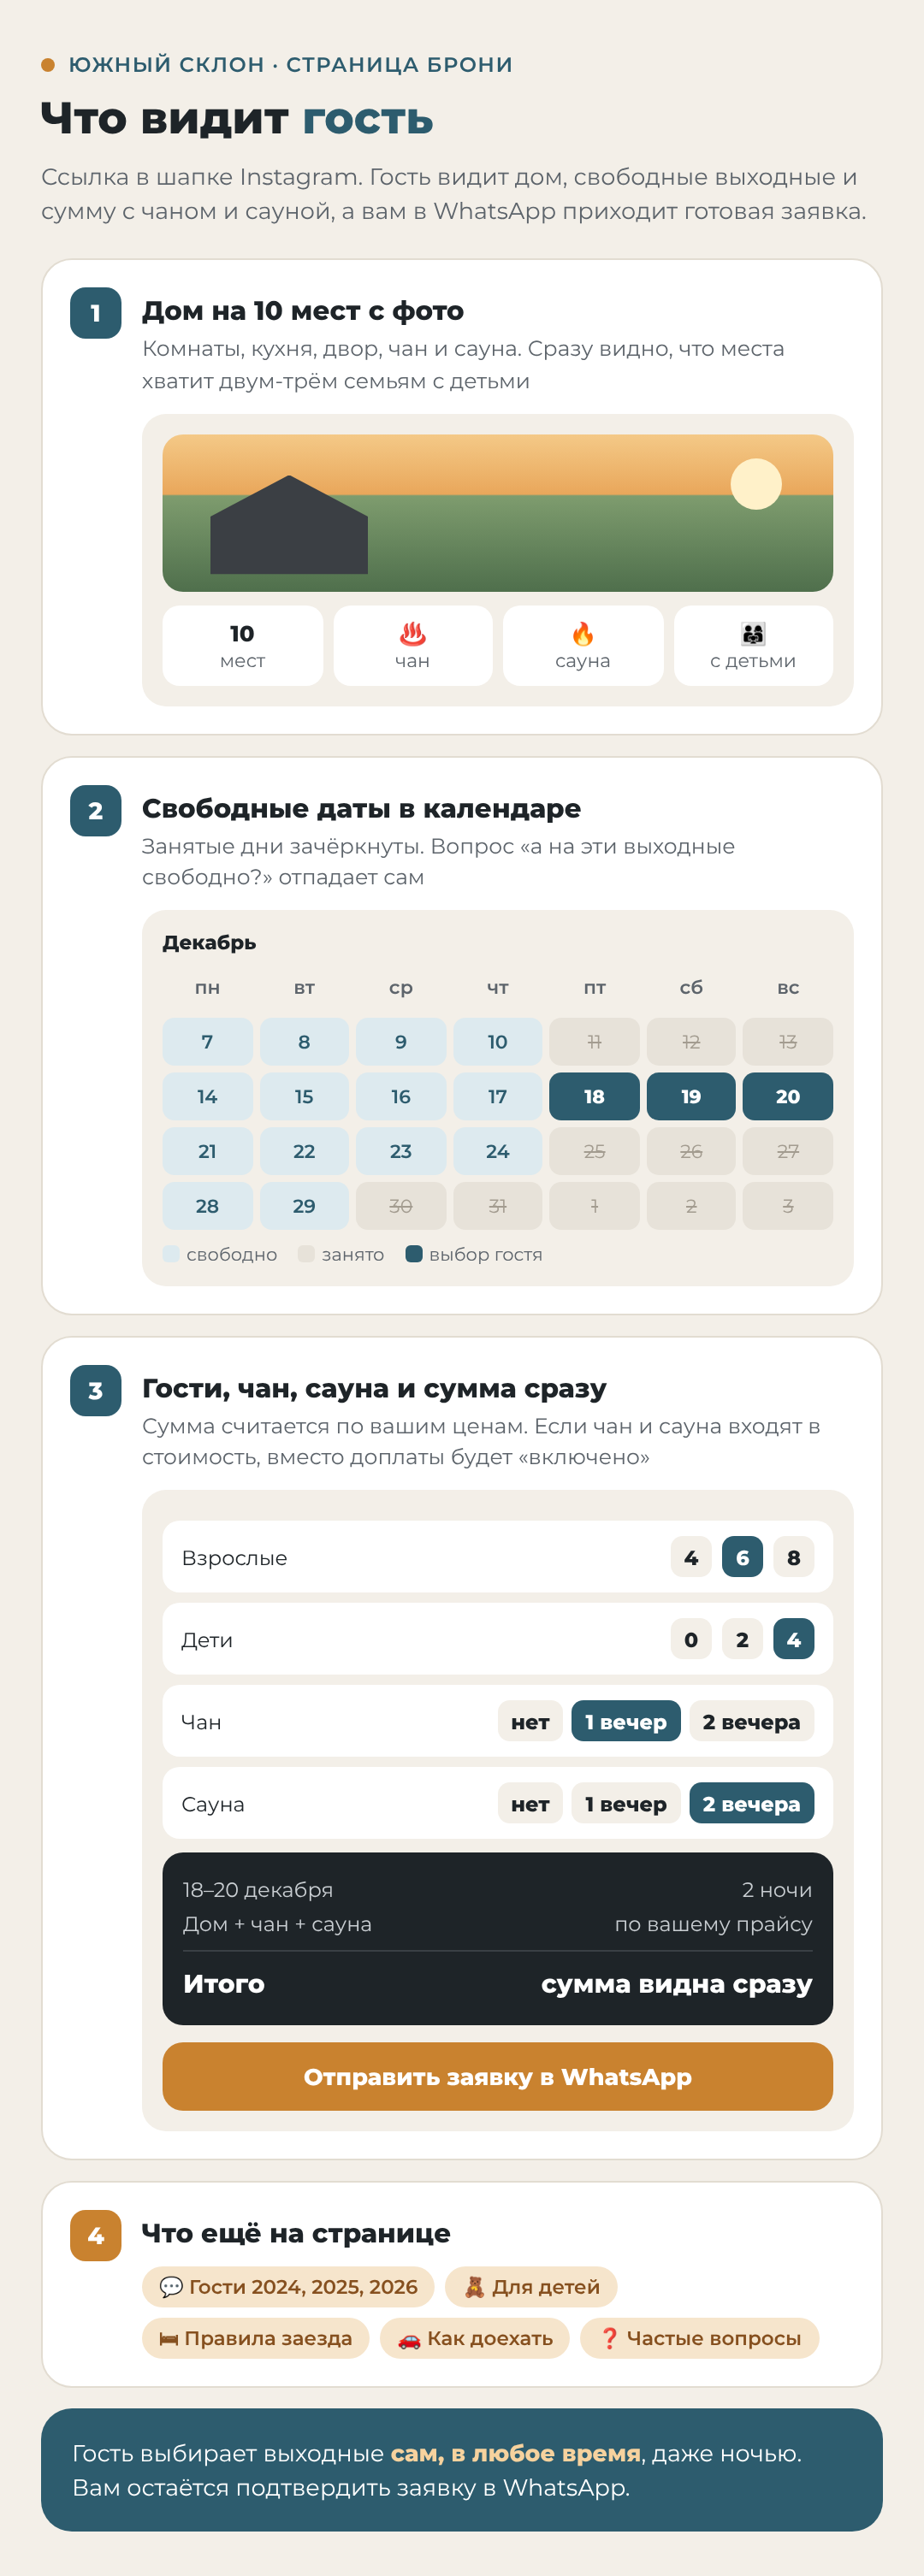 ЮЖНЫЙ СКЛОН · СТРАНИЦА БРОНИ
Что видит гость
Ссылка в шапке Instagram. Гость видит дом, свободные выходные и
сумму с чаном и сауной, а вам в WhatsApp приходит готовая заявка.
1
Дом на 10 мест с фото
Комнаты, кухня, двор, чан и сауна. Сразу видно, что места
хватит двум-трём семьям с детьми
10
мест
чан
сауна
с детьми
2
Свободные даты в календаре
Занятые дни зачёркнуты. Вопрос «а на эти выходные
свободно?» отпадает сам
Декабрь
пн вт ср чт пт сб вс
7 8 9 10 11 12 13
14 15 16 17 18 19 20
21 22 23 24 25 26 27
28 29 30 31 1 2 3
свободно занято выбор гостя
3
Гости, чан, сауна и сумма сразу
Сумма считается по вашим ценам. Если чан и сауна входят в
стоимость, вместо доплаты будет «включено»
Взрослые 4 6 8
Дети 0 2 4
Чан нет 1 вечер 2 вечера
Сауна нет 1 вечер 2 вечера
18–20 декабря 2 ночи
Дом + чан + сауна по вашему прайсу
Итого сумма видна сразу
Отправить заявку в WhatsApp
4
Что ещё на странице
💬 Гости 2024, 2025, 2026 🧸 Для детей
🛏 Правила заезда 🚗 Как доехать ❓ Частые вопросы
Гость выбирает выходные сам, в любое время, даже ночью.
Вам остаётся подтвердить заявку в WhatsApp.